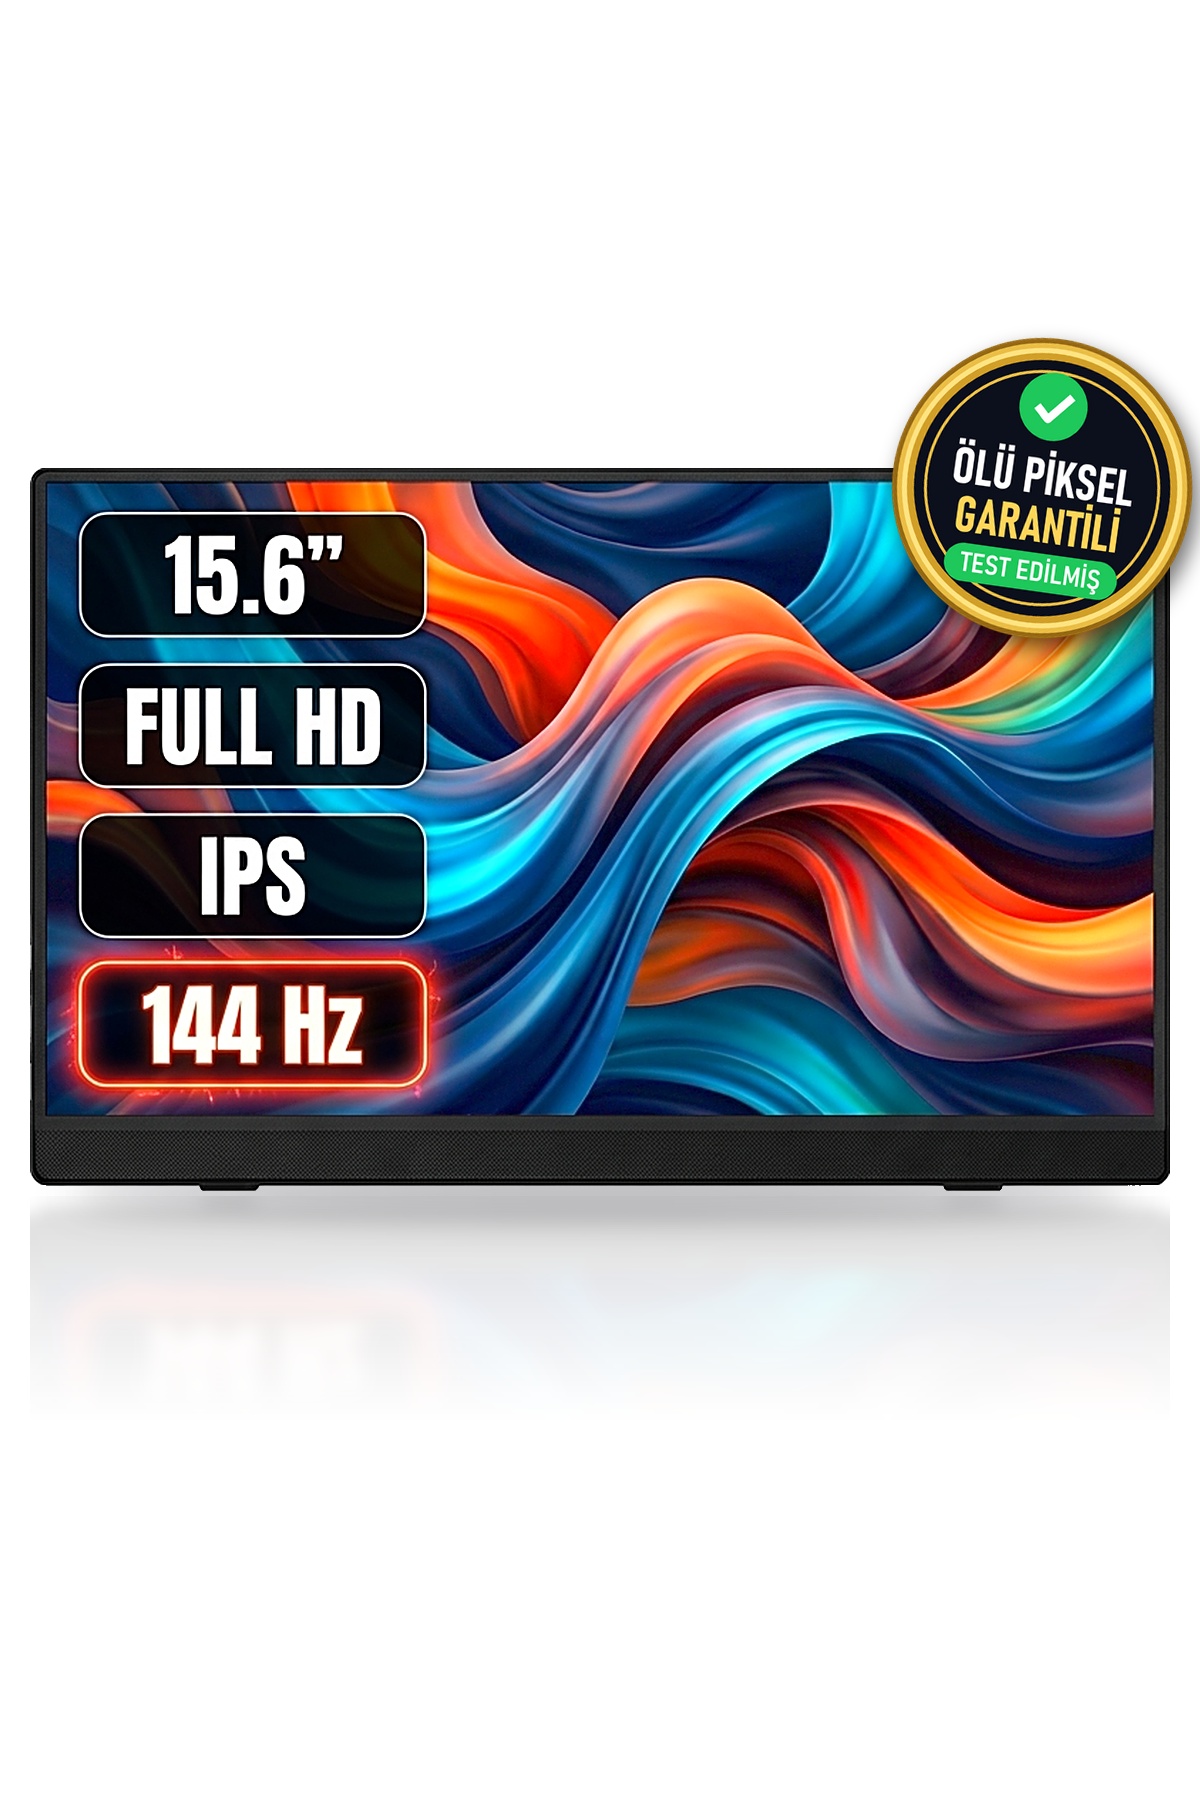 15.6”
FULL HD
IPS
144 Hz
ÖLÜ PİKSEL
GARANTİLİ
TEST EDİLMİŞ